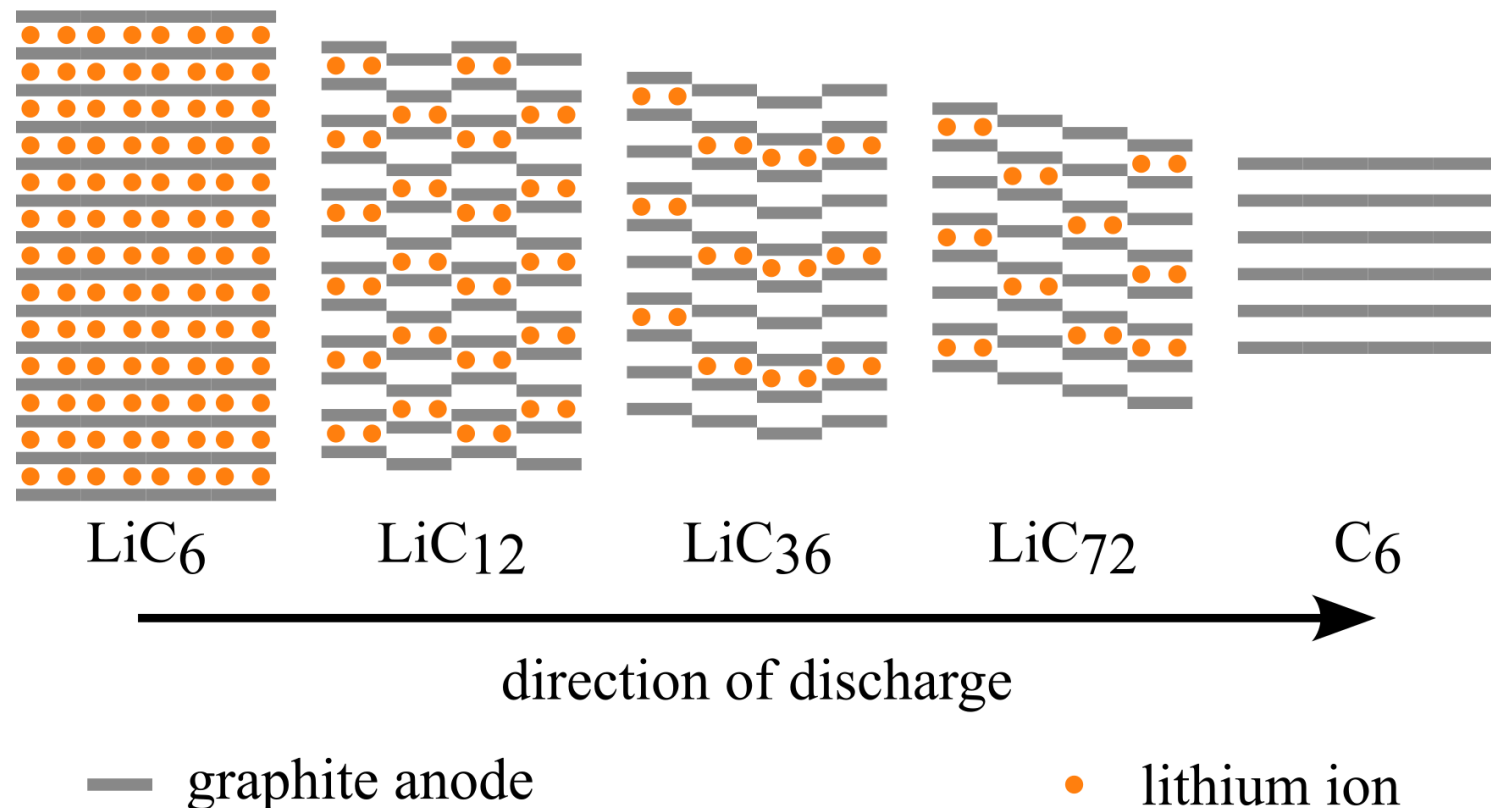 LiC6 LiC12 LiC36 LiC72 C6
direction of discharge
graphite anode lithium ion